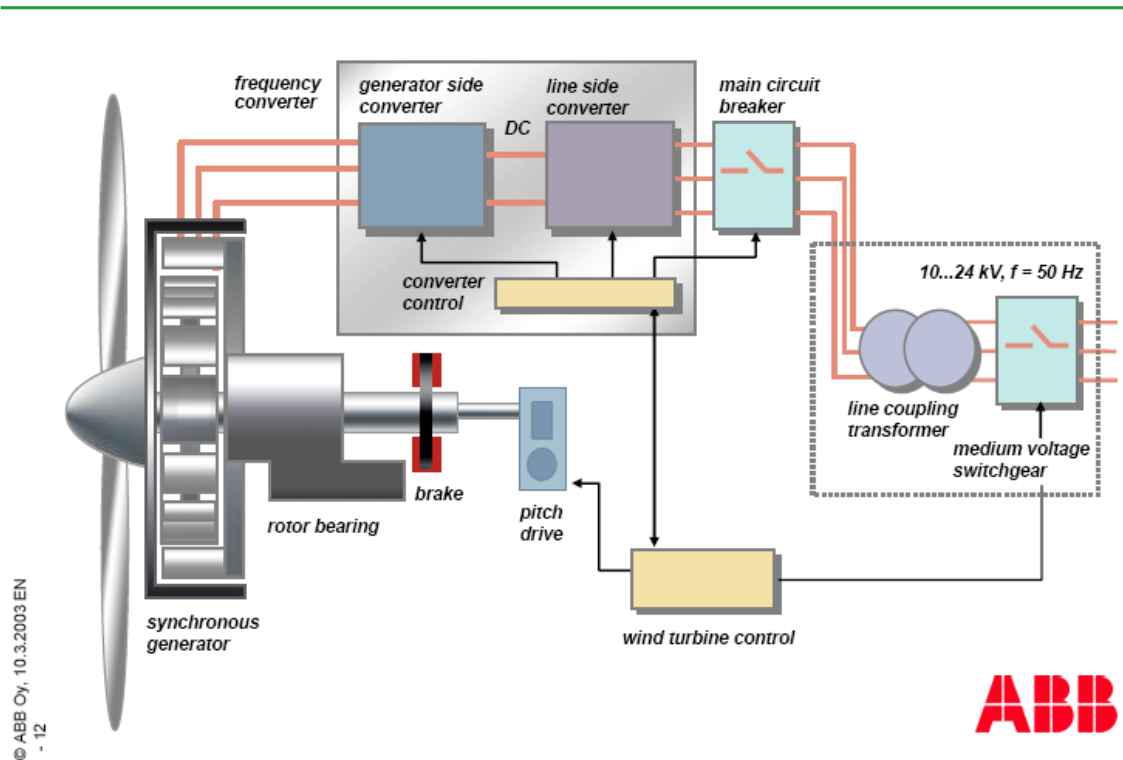 frequency
converter
generator side
converter
DC
line side
converter
main circuit
breaker
converter
control
10...24 kV, f = 50 Hz
line coupling
transformer
medium voltage
switchgear
brake
rotor bearing
pitch
drive
synchronous
generator
wind turbine control
© ABB Oy, 10.3.2003 EN
- 12
ABB